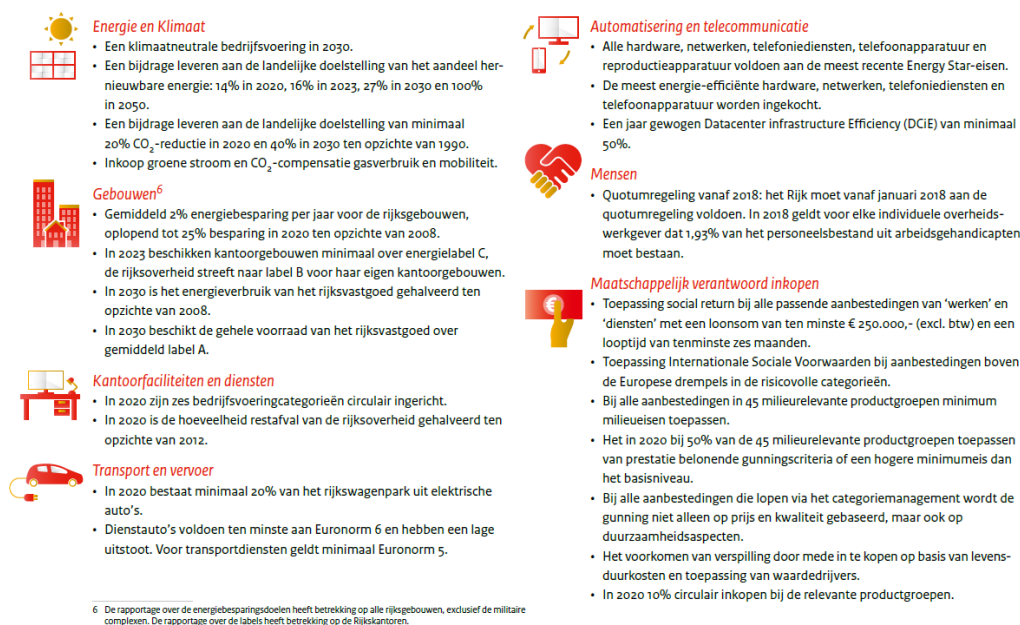 Energie en Klimaat
• Een klimaatneutrale bedrijfsvoering in 2030.
• Een bijdrage leveren aan de landelijke doelstelling van het aandeel her-
nieuwbare energie: 14% in 2020, 16% in 2023, 27% in 2030 en 100%
in 2050.
• Een bijdrage leveren aan de landelijke doelstelling van minimaal
20% CO₂-reductie in 2020 en 40% in 2030 ten opzichte van 1990.
• Inkoop groene stroom en CO₂-compensatie gasverbruik en mobiliteit.
Gebouwen⁶
• Gemiddeld 2% energiebesparing per jaar voor de rijksgebouwen,
oplopend tot 25% besparing in 2020 ten opzichte van 2008.
• In 2023 beschikken kantoorgebouwen minimaal over energielabel C,
de rijksoverheid streeft naar label B voor haar eigen kantoorgebouwen.
• In 2030 is het energieverbruik van het rijksvastgoed gehalveerd ten
opzichte van 2008.
• In 2030 beschikt de gehele voorraad van het rijksvastgoed over
gemiddeld label A.
Kantoorfaciliteiten en diensten
• In 2020 zijn zes bedrijfsvoeringcategorieën circulair ingericht.
• In 2020 is de hoeveelheid restafval van de rijksoverheid gehalveerd ten
opzichte van 2012.
Transport en vervoer
• In 2020 bestaat minimaal 20% van het rijkswagenpark uit elektrische
auto's.
• Dienstauto's voldoen ten minste aan Euronorm 6 en hebben een lage
uitstoot. Voor transportdiensten geldt minimaal Euronorm 5.
6 De rapportage over de energiebesparingsdoelen heeft betrekking op alle rijksgebouwen, exclusief de militaire
complexen. De rapportage over de labels heeft betrekking op de Rijkskantoren.
Automatisering en telecommunicatie
• Alle hardware, netwerken, telefoniediensten, telefoonapparatuur en
reproductieapparatuur voldoen aan de meest recente Energy Star-eisen.
• De meest energie-efficiënte hardware, netwerken, telefoniediensten en
telefoonapparatuur worden ingekocht.
• Een jaar gewogen Datacenter infrastructure Efficiency (DCiE) van minimaal
50%.
Mensen
• Quotumregeling vanaf 2018: het Rijk moet vanaf januari 2018 aan de
quotumregeling voldoen. In 2018 geldt voor elke individuele overheids-
werkgever dat 1,93% van het personeelsbestand uit arbeidsgehandicapten
moet bestaan.
Maatschappelijk verantwoord inkopen
• Toepassing social return bij alle passende aanbestedingen van 'werken' en
'diensten' met een loonsom van ten minste € 250.000,- (excl. btw) en een
looptijd van tenminste zes maanden.
• Toepassing Internationale Sociale Voorwaarden bij aanbestedingen boven
de Europese drempels in de risicovolle categorieën.
• Bij alle aanbestedingen in 45 milieurelevante productgroepen minimum
milieueisen toepassen.
• Het in 2020 bij 50% van de 45 milieurelevante productgroepen toepassen
van prestatie belonende gunningscriteria of een hogere minimumeis dan
het basisniveau.
• Bij alle aanbestedingen die lopen via het categoriemanagement wordt de
gunning niet alleen op prijs en kwaliteit gebaseerd, maar ook op
duurzaamheidsaspecten.
• Het voorkomen van verspilling door mede in te kopen op basis van levens-
duurkosten en toepassing van waardedrijvers.
• In 2020 10% circulair inkopen bij de relevante productgroepen.